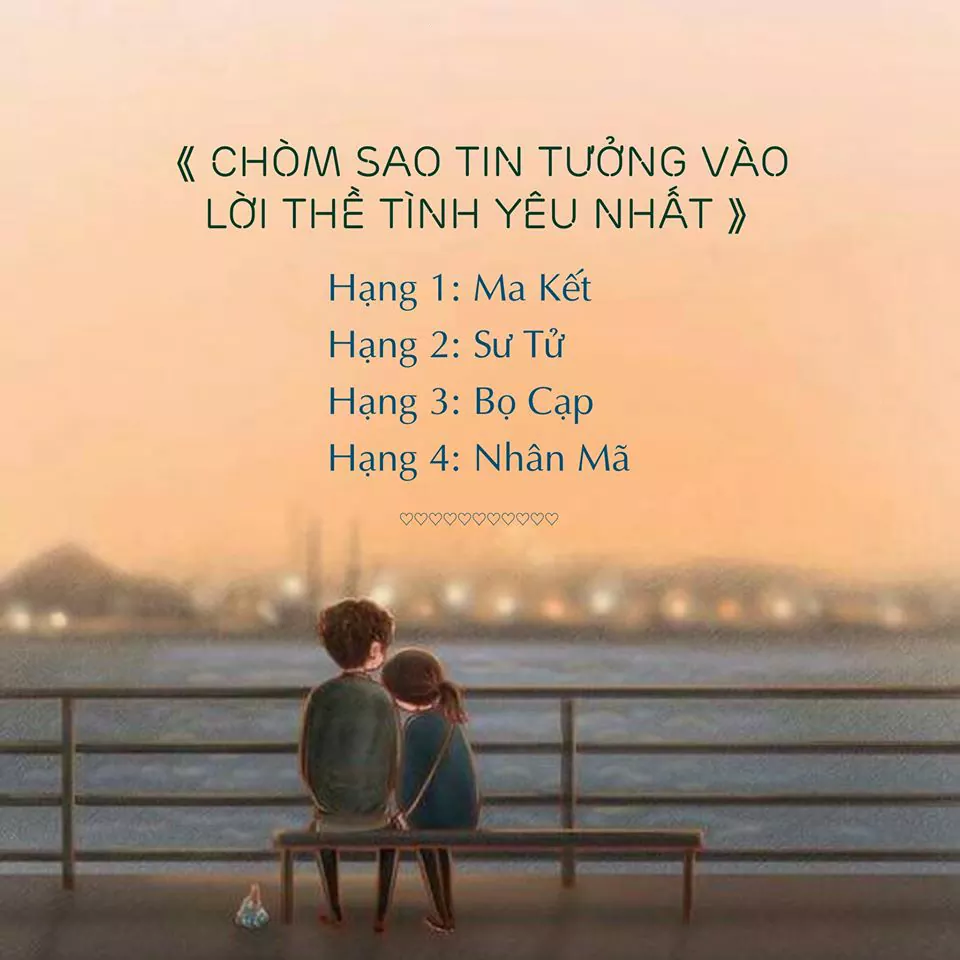 《 CHÒM SAO TIN TƯỞNG VÀO
LỜI THỀ TÌNH YÊU NHẤT 》
Hạng 1: Ma Kết
Hạng 2: Sư Tử
Hạng 3: Bọ Cạp
Hạng 4: Nhân Mã
♡♡♡♡♡♡♡♡♡♡♡